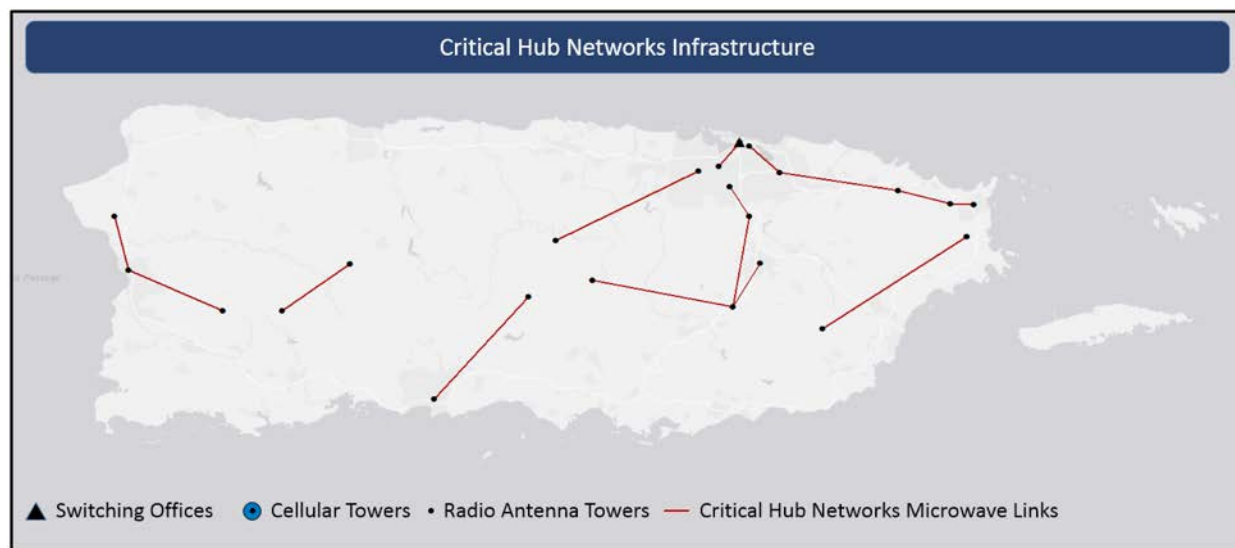 Critical Hub Networks Infrastructure
Switching Offices Cellular Towers Radio Antenna Towers Critical Hub Networks Microwave Links